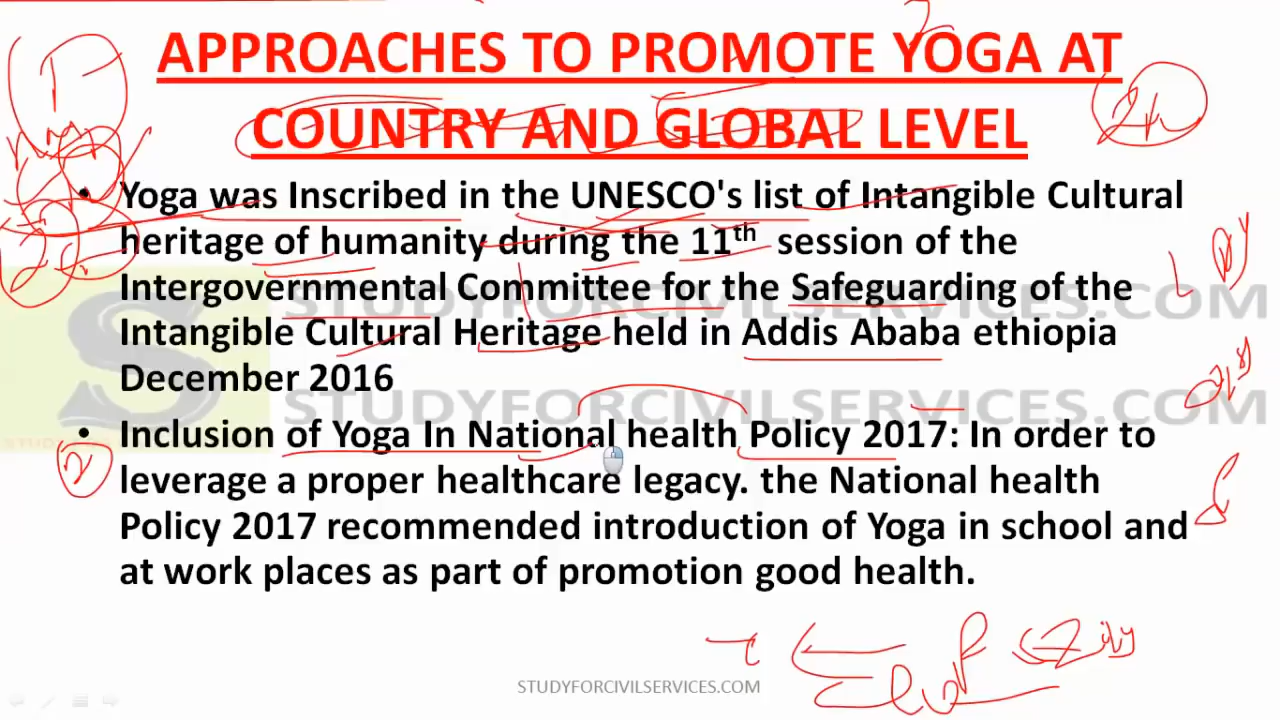 APPROACHES TO PROMOTE YOGA AT
COUNTRY AND GLOBAL LEVEL
• Yoga was Inscribed in the UNESCO's list of Intangible Cultural
heritage of humanity during the 11th session of the
Intergovernmental Committee for the Safeguarding of the
Intangible Cultural Heritage held in Addis Ababa ethiopia
December 2016
• Inclusion of Yoga In National health Policy 2017: In order to
leverage a proper healthcare legacy. the National health
Policy 2017 recommended introduction of Yoga in school and
at work places as part of promotion good health.
STUDYFORCIVILSERVICES.COM
STUDYFORCIVILSERVICES.COM
STUDYFORCIVILSERVICES.COM